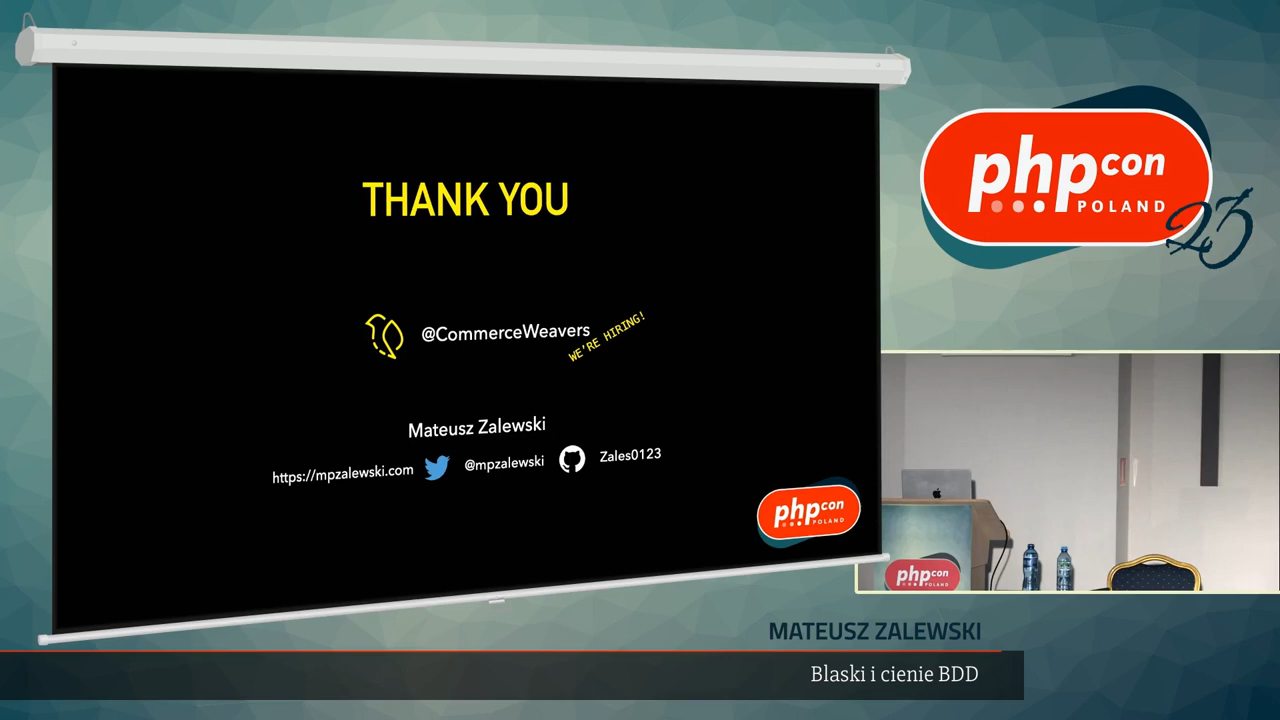 THANK YOU
@CommerceWeavers
WE'RE HIRING!
Mateusz Zalewski
https://mpzalewski.com @mpzalewski Zales0123
phpcon
POLAND
phpcon
POLAND
23
phpcon
POLAND
MATEUSZ ZALEWSKI
Blaski i cienie BDD